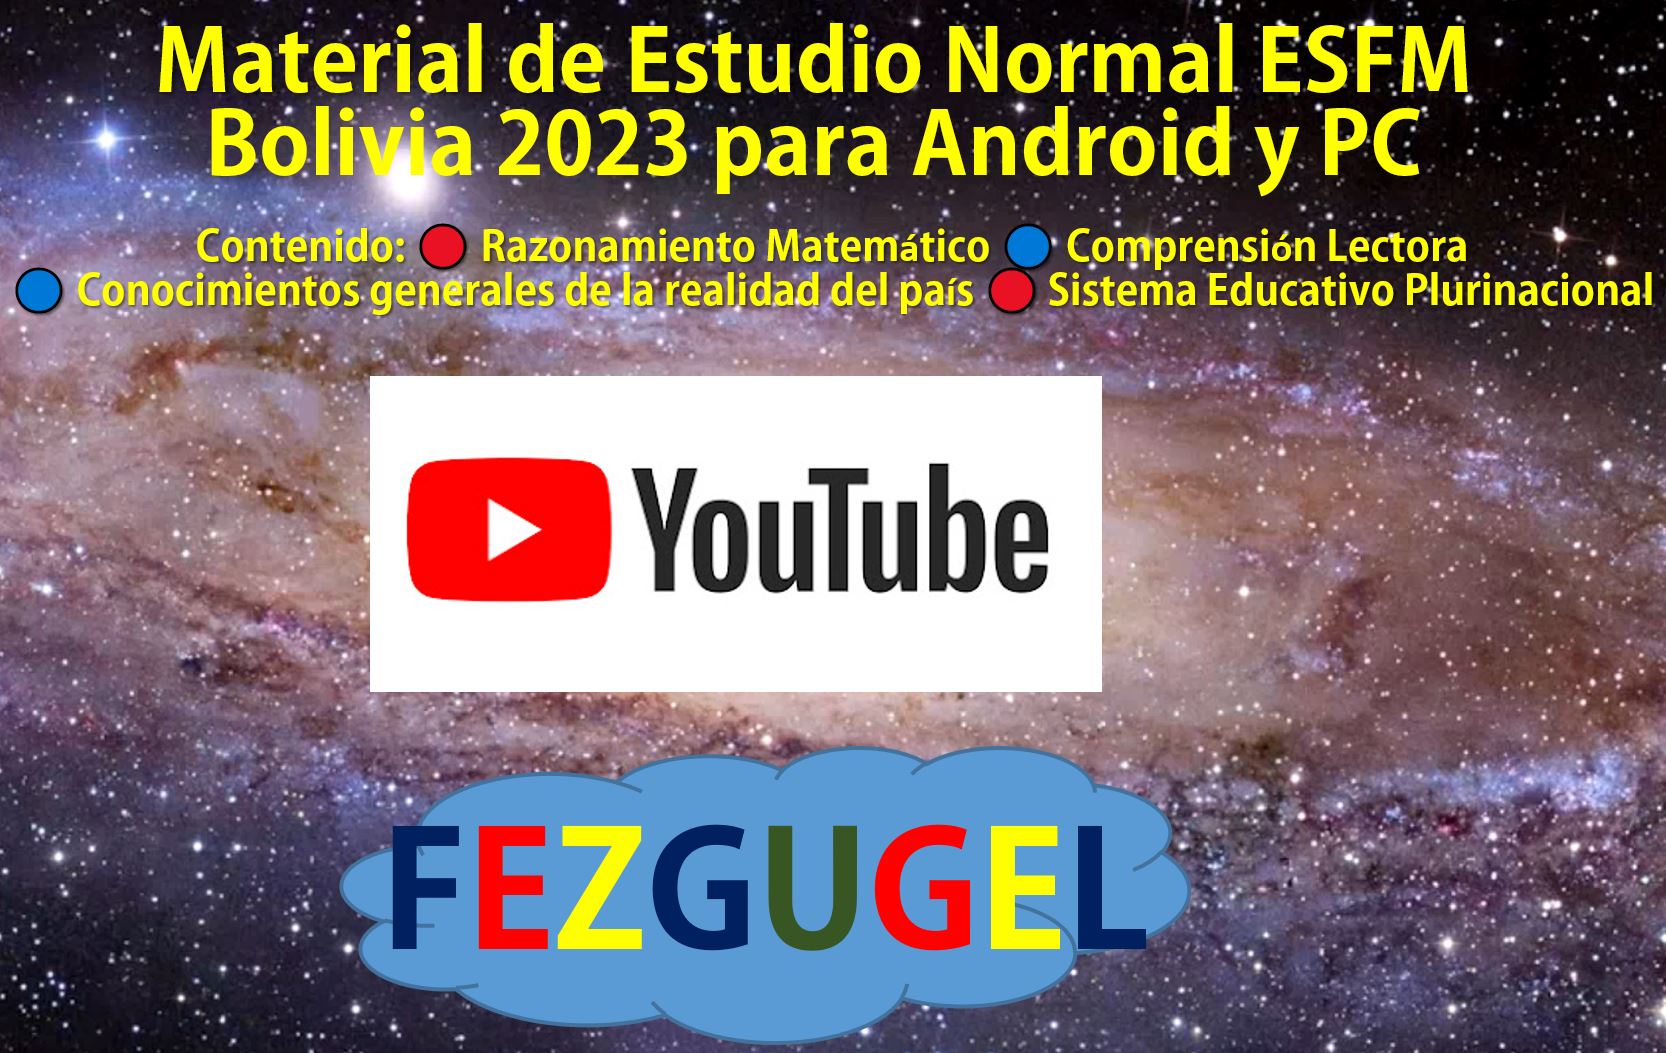 Material de Estudio Normal ESFM
Bolivia 2023 para Android y PC
Contenido: Razonamiento Matemático Comprensión Lectora
Conocimientos generales de la realidad del país Sistema Educativo Plurinacional
YouTube
FEZGUGEL